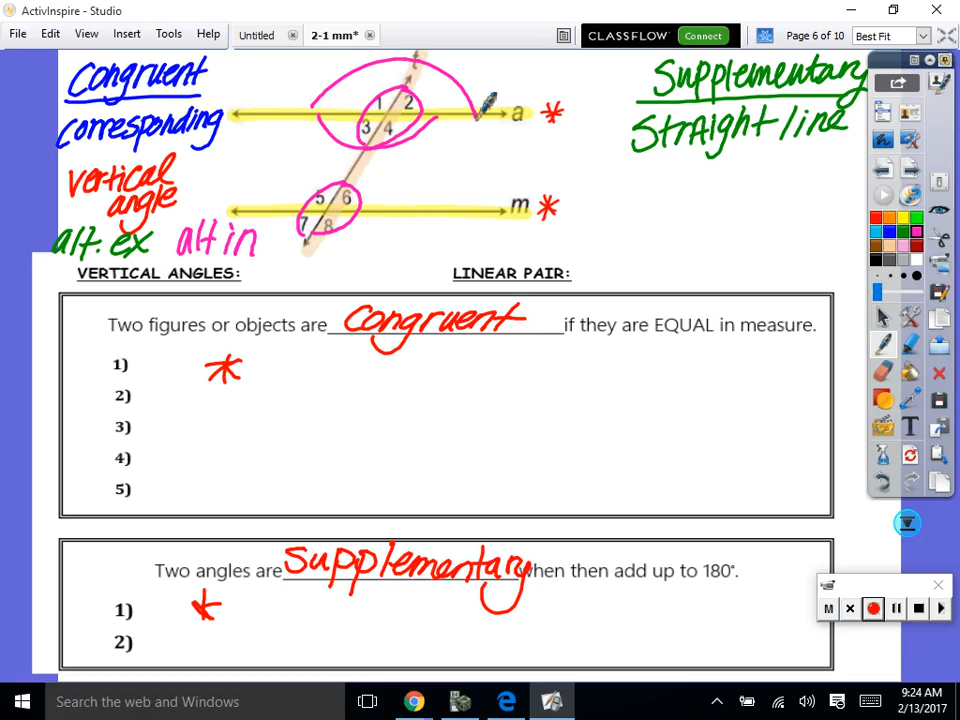 ActivInspire - Studio
File Edit View Insert Tools Help
Untitled
2-1 mm*
CLASSFLOW Connect
Page 6 of 10
Best Fit
Congruent
corresponding
vertical
angle
alt. ex
alt in
t
1 2
3 4
a *
5 6
7 8
m *
Supplementary
Straight line
VERTICAL ANGLES:
LINEAR PAIR:
Two figures or objects are congruent if they are EQUAL in measure.
1) *
2)
3)
4)
5)
Two angles are supplementary when then add up to 180°.
1) *
2)
M
Search the web and Windows
9:24 AM
2/13/2017